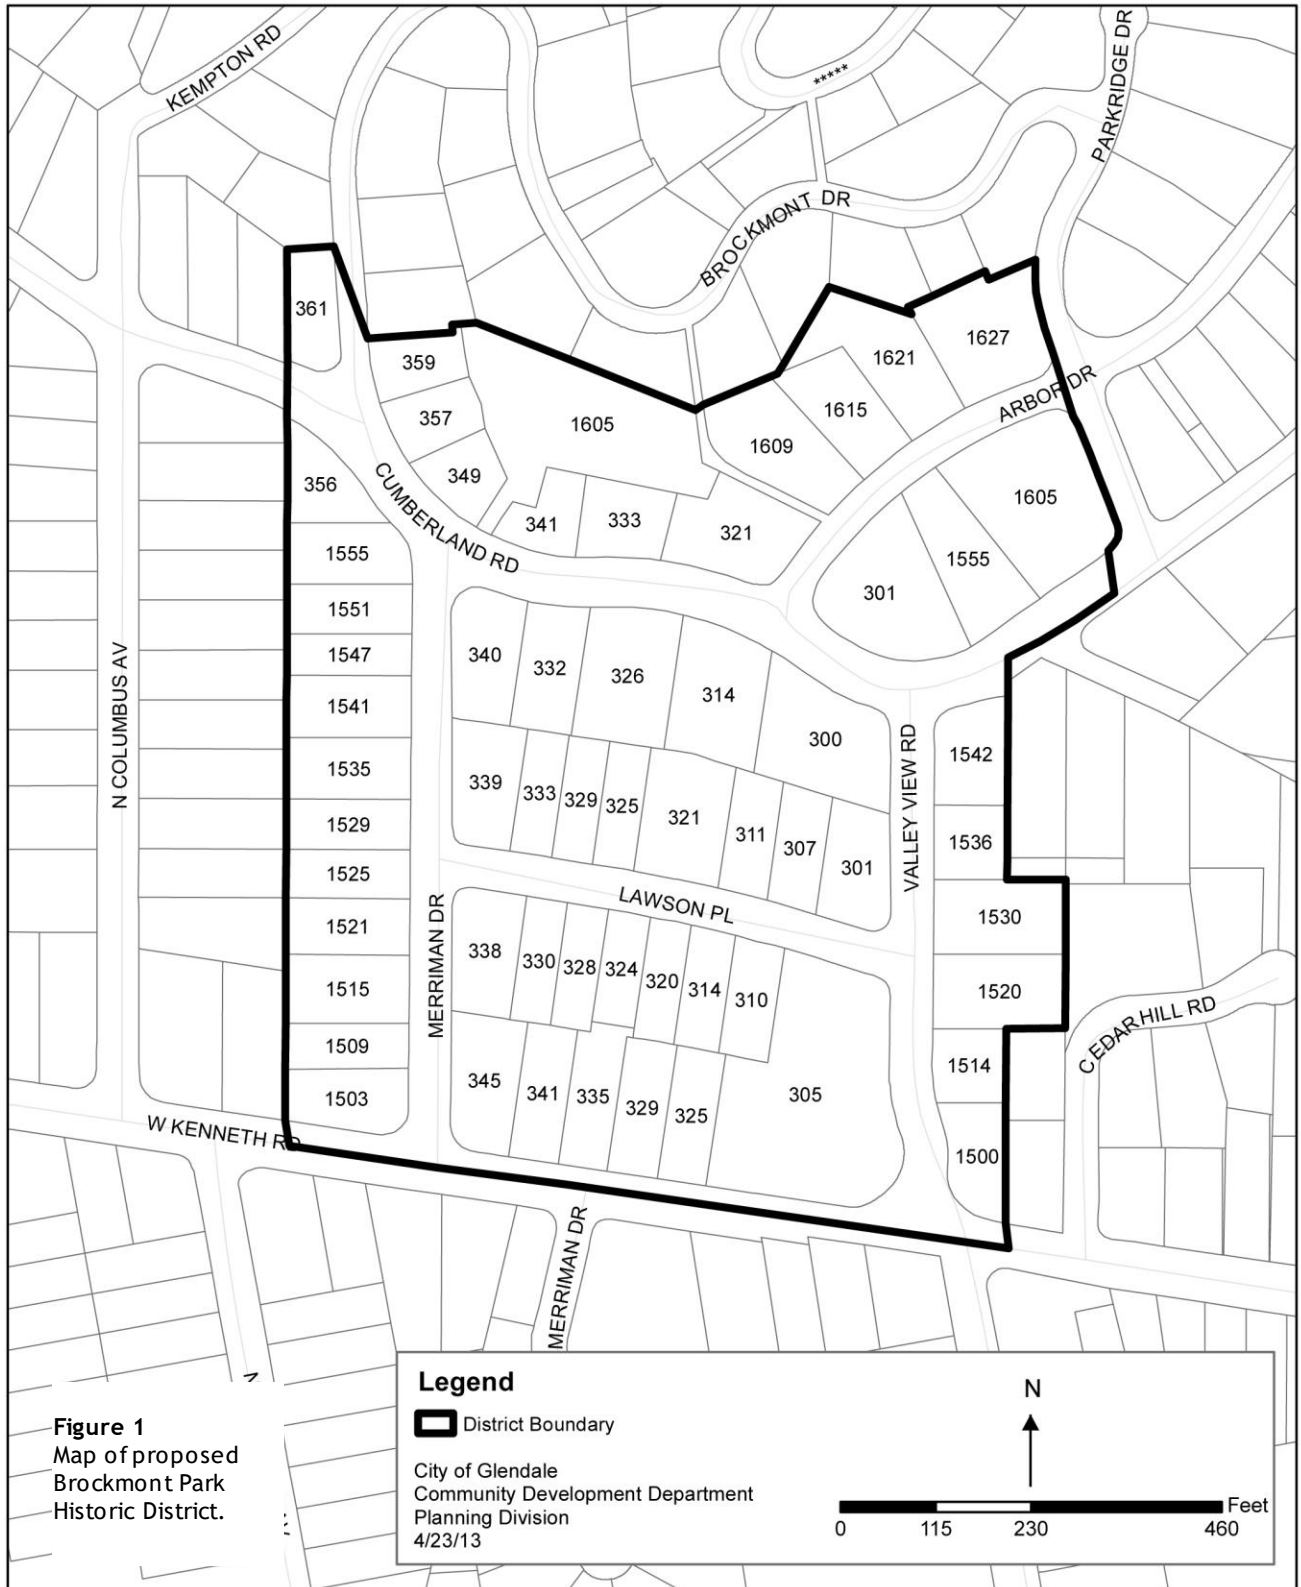 KEMPTON RD
*****
PARKRIDGE DR
BROCKMONT DR
361
359
1621
1627
ARBOR DR
357
1605
1615
1609
349
356
CUMBERLAND RD
341
333
321
1605
1555
1555
301
1551
340
332
326
314
1547
N COLUMBUS AV
1541
300
VALLEY VIEW RD
1542
1535
339
333
329
325
321
311
307
301
1536
1529
1525
LAWSON PL
1530
1521
MERRIMAN DR
338
330
328
324
320
314
310
1520
1515
CEDAR HILL RD
1509
1514
345
341
335
329
325
305
1503
W KENNETH RD
1500
MERRIMAN DR
Legend
District Boundary
City of Glendale
Community Development Department
Planning Division
4/23/13
N
Feet
0 115 230 460
Figure 1
Map of proposed
Brockmont Park
Historic District.